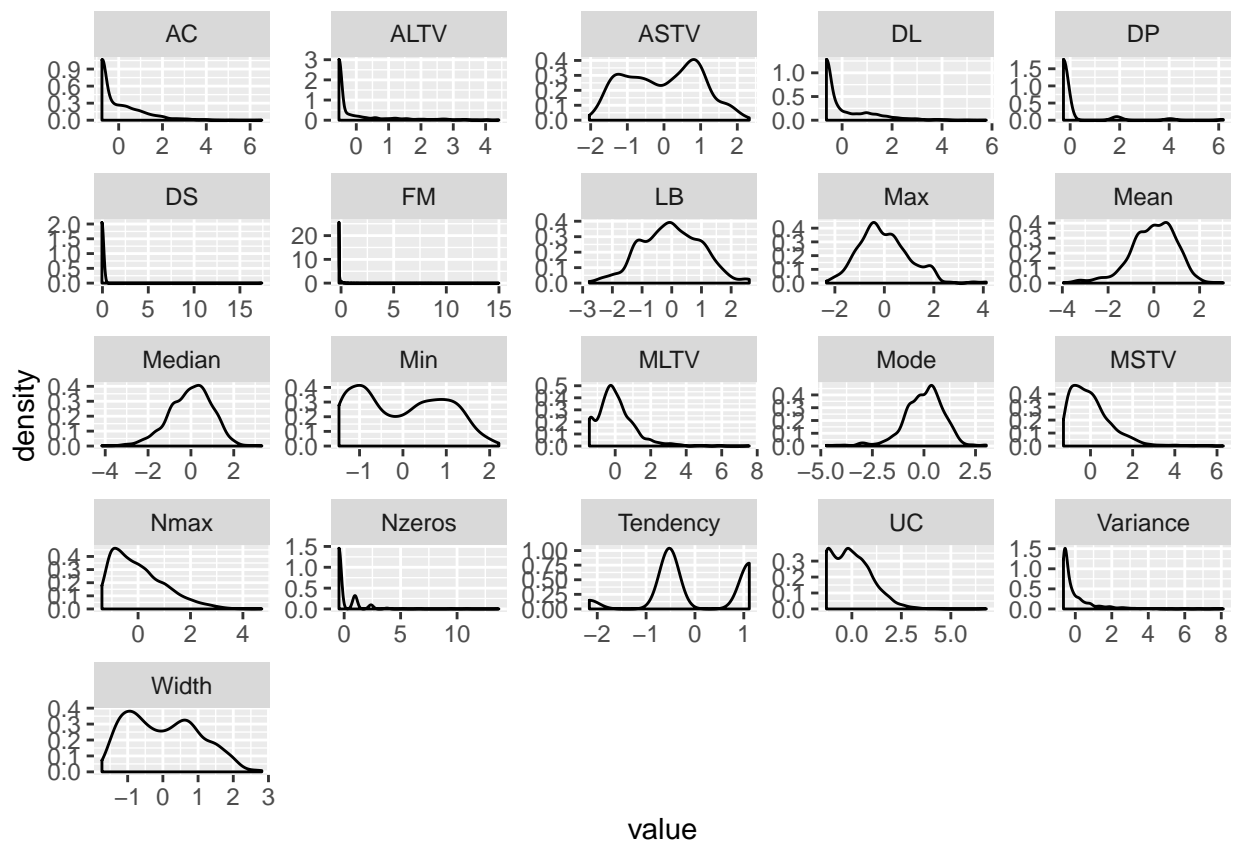 AC ALTV ASTV DL DP
0.9 0.6 0.3 0.0
0 2 4 6
3 2 1 0
0 1 2 3 4
0.4 0.3 0.2 0.1 0.0
−2 −1 0 1 2
1.0 0.5 0.0
0 2 4 6
1.5 1.0 0.5 0.0
0 2 4 6
DS FM LB Max Mean
2.0 1.5 1.0 0.5 0.0
0 5 10 15
20 10 0
0 5 10 15
0.4 0.3 0.2 0.1 0.0
−3 −2 −1 0 1 2
0.4 0.3 0.2 0.1 0.0
−2 0 2 4
0.4 0.3 0.2 0.1 0.0
−4 −2 0 2
Median Min MLTV Mode MSTV
0.4 0.3 0.2 0.1 0.0
−4 −2 0 2
0.4 0.3 0.2 0.1 0.0
−1 0 1 2
0.5 0.4 0.3 0.2 0.1 0.0
0 2 4 6 8
0.4 0.3 0.2 0.1 0.0
−5.0 −2.5 0.0 2.5
0.4 0.3 0.2 0.1 0.0
0 2 4 6
Nmax Nzeros Tendency UC Variance
0.4 0.3 0.2 0.1 0.0
0 2 4
1.5 1.0 0.5 0.0
0 5 10
1.00 0.75 0.50 0.25 0.00
−2 −1 0 1
0.3 0.2 0.1 0.0
0.0 2.5 5.0
1.5 1.0 0.5 0.0
0 2 4 6 8
Width
0.4 0.3 0.2 0.1 0.0
−1 0 1 2 3
density
value